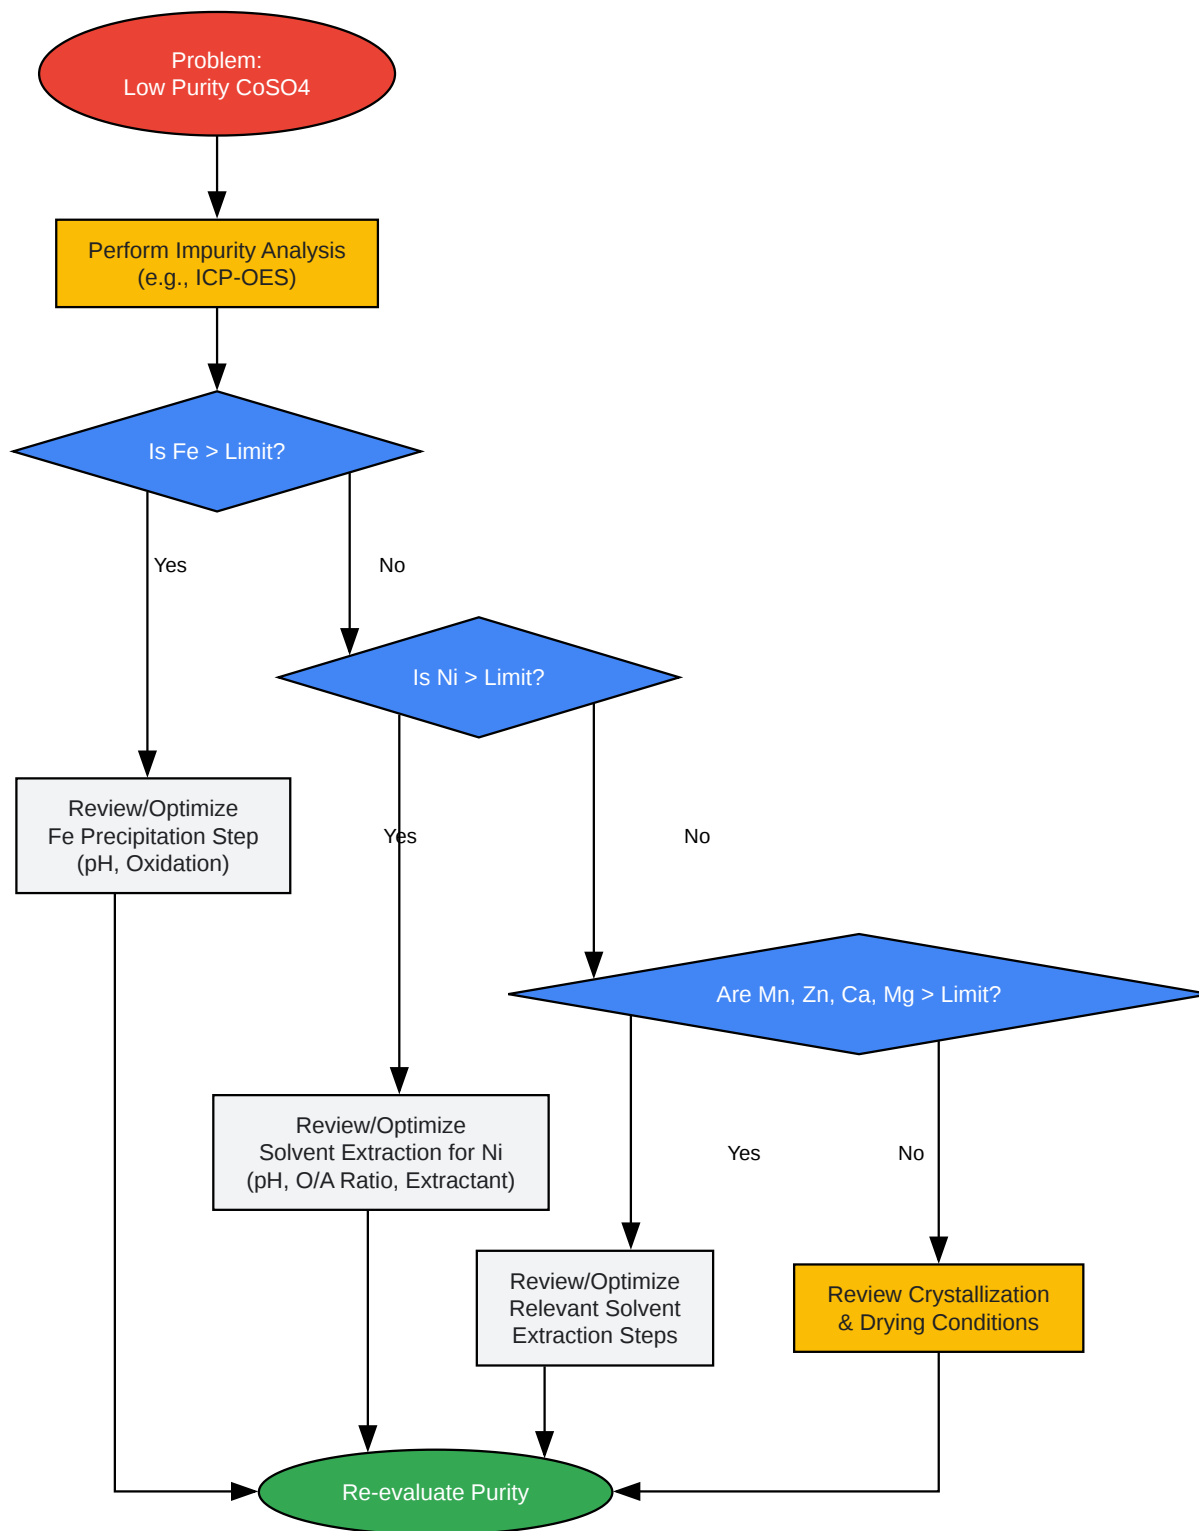 Problem:
Low Purity CoSO4
Perform Impurity Analysis
(e.g., ICP-OES)
Is Fe > Limit?
Yes
No
Is Ni > Limit?
Review/Optimize
Fe Precipitation Step
(pH, Oxidation)
Yes
No
Are Mn, Zn, Ca, Mg > Limit?
Review/Optimize
Solvent Extraction for Ni
(pH, O/A Ratio, Extractant)
Yes
No
Review/Optimize
Relevant Solvent
Extraction Steps
Review Crystallization
& Drying Conditions
Re-evaluate Purity